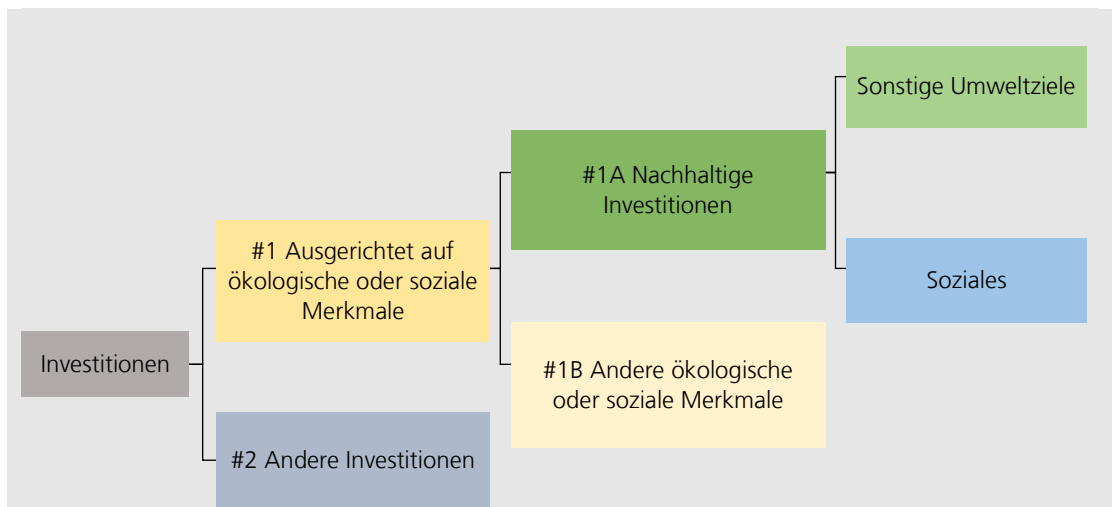 Investitionen
#1 Ausgerichtet auf
ökologische oder soziale
Merkmale
#2 Andere Investitionen
#1A Nachhaltige
Investitionen
#1B Andere ökologische
oder soziale Merkmale
Sonstige Umweltziele
Soziales